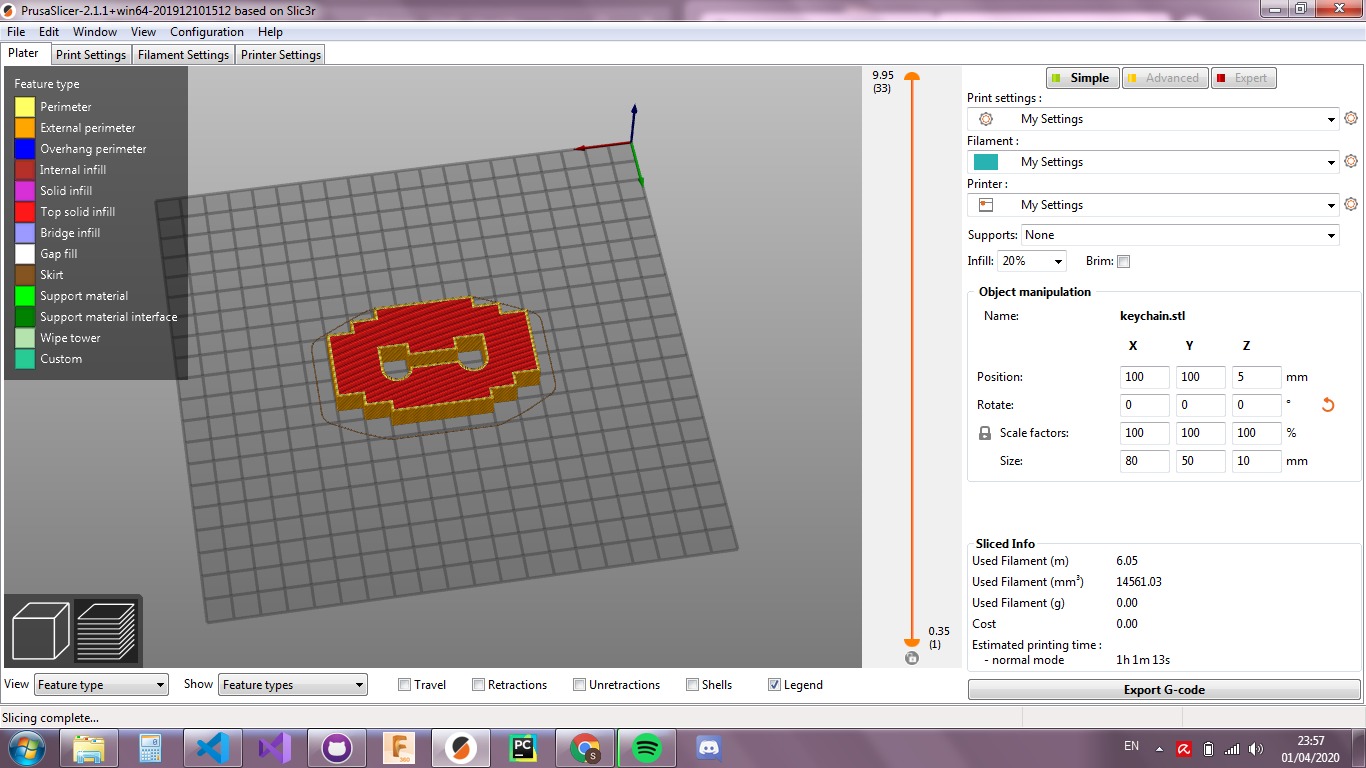 PrusaSlicer-2.1.1+win64-201912101512 based on Slic3r
File Edit Window View Configuration Help
Plater Print Settings Filament Settings Printer Settings
Feature type
Perimeter
External perimeter
Overhang perimeter
Internal infill
Solid infill
Top solid infill
Bridge infill
Gap fill
Skirt
Support material
Support material interface
Wipe tower
Custom
9.95
(33)
0.35
(1)
Simple Advanced Expert
Print settings :
My Settings
Filament :
My Settings
Printer :
My Settings
Supports: None
Infill: 20% Brim:
Object manipulation
Name: keychain.stl
X Y Z
Position: 100 100 5 mm
Rotate: 0 0 0 °
Scale factors: 100 100 100 %
Size: 80 50 10 mm
Sliced Info
Used Filament (m) 6.05
Used Filament (mm³) 14561.03
Used Filament (g) 0.00
Cost 0.00
Estimated printing time :
- normal mode 1h 1m 13s
Export G-code
View Feature type Show Feature types Travel Retractions Unretractions Shells Legend
Slicing complete...
F
360
PC
S
EN
23:57
01/04/2020